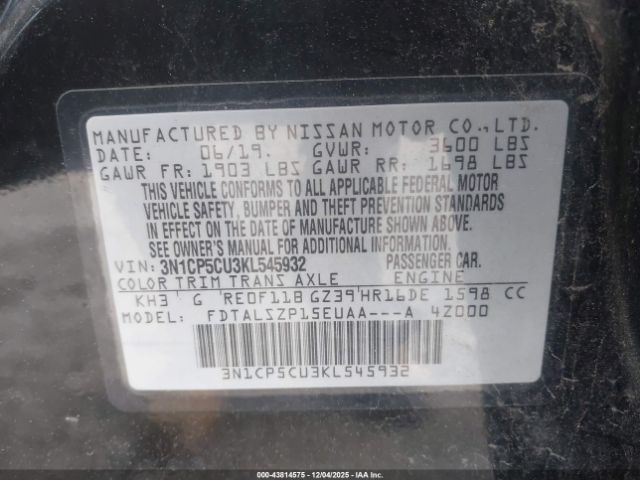 MANUFACTURED BY NISSAN MOTOR CO.,LTD.
DATE: 06/19. GVWR: 3600 LBS
GAWR FR: 1903 LBS GAWR RR: 1698 LBS
THIS VEHICLE CONFORMS TO ALL APPLICABLE FEDERAL MOTOR
VEHICLE SAFETY, BUMPER AND THEFT PREVENTION STANDARDS
IN EFFECT ON THE DATE OF MANUFACTURE SHOWN ABOVE.
SEE OWNER'S MANUAL FOR ADDITIONAL INFORMATION.
VIN: 3N1CP5CU3KL545932 PASSENGER CAR.
COLOR TRIM TRANS AXLE ENGINE
KH3 G RE0F11B GZ39 HR16DE 1598 CC
MODEL: FDTALSZP15EUAA---A 4Z000
3N1CP5CU3KL545932
000-43814575 - 12/04/2025 - IAAI.COM